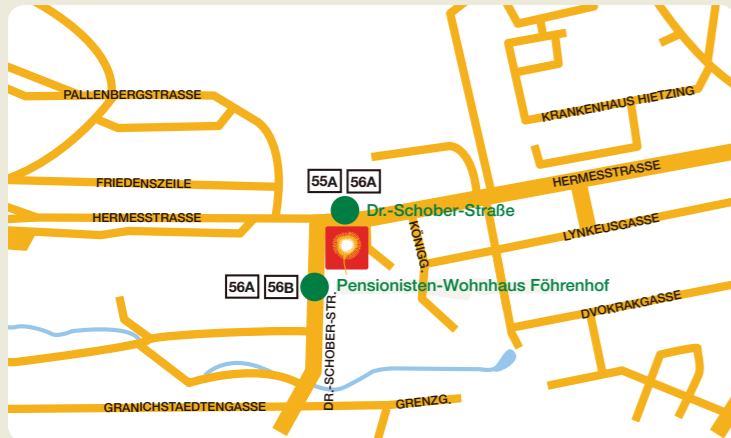 PALLENBERGSTRASSE
KRANKENHAUS HIETZING
FRIEDENSZEILE
55A 56A
HERMESSTRASSE
HERMESSTRASSE
Dr.-Schober-Straße
KÖNIGG.
LYNKEUSGASSE
56A 56B
Pensionisten-Wohnhaus Föhrenhof
DVOKRAKGASSE
DR.-SCHOBER-STR.
GRANICHSTAEDTENGASSE
GRENZG.